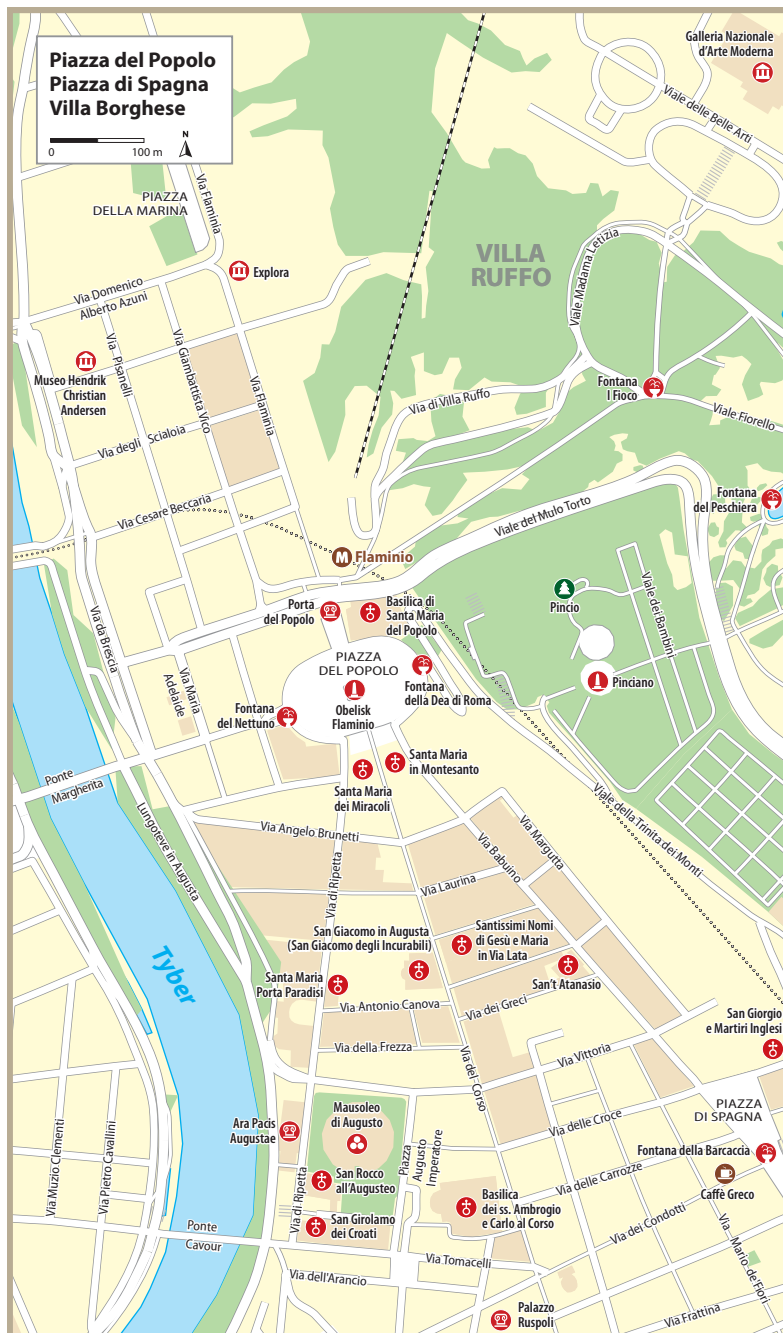 Piazza del Popolo
Piazza di Spagna
Villa Borghese
0
100 m
N
Galleria Nazionale
d'Arte Moderna
Viale delle Belle Arti
PIAZZA
DELLA MARINA
Via Flaminia
VILLA
RUFFO
Viale Madama Letizia
Explora
Via Domenico
Alberto Azuni
Via Pisanelli
Via Giambattista Vico
Via Flaminia
Museo Hendrik
Christian
Andersen
Via di Villa Ruffo
Fontana
I Fioco
Viale Fiorello
Via degli Scialoia
Via Cesare Beccaria
Viale del Mulo Torto
Fontana
del Peschiera
M
Flaminio
Pincio
Viale dei Bambini
Porta
del Popolo
Basilica di
Santa Maria
del Popolo
Via da Brescia
Via Maria
Adelaide
PIAZZA
DEL POPOLO
Fontana
della Dea di Roma
Pinciano
Obelisk
Flaminio
Fontana
del Nettuno
Santa Maria
in Montesanto
Santa Maria
dei Miracoli
Ponte
Margherita
Lungoteve in Augusta
Viale della Trinita dei Monti
Via Angelo Brunetti
Via di Ripetta
Via Babuino
Via Margutta
Via Laurina
San Giacomo in Augusta
(San Giacomo degli Incurabili)
Santissimi Nomi
di Gesù e Maria
in Via Lata
Tyber
Santa Maria
Porta Paradisi
San't Atanasio
Via Antonio Canova
Via dei Greci
San Giorgio
e Martiri Inglesi
Via della Frezza
Via del Corso
Via Vittoria
PIAZZA
DI SPAGNA
Mausoleo
di Augusto
Ara Pacis
Augustae
Via delle Croce
Piazza
Augusto
Imperatore
Fontana della Barcaccia
Via Muzio Clementi
Via Pietro Cavallini
San Rocco
all'Augusteo
Via delle Carrozze
Caffè Greco
Via di Ripetta
San Girolamo
dei Croati
Basilica
dei ss. Ambrogio
e Carlo al Corso
Via dei Condotti
Via Mario de'Fiori
Ponte
Cavour
Via Tomacelli
Via dell'Arancio
Palazzo
Ruspoli
Via Frattina